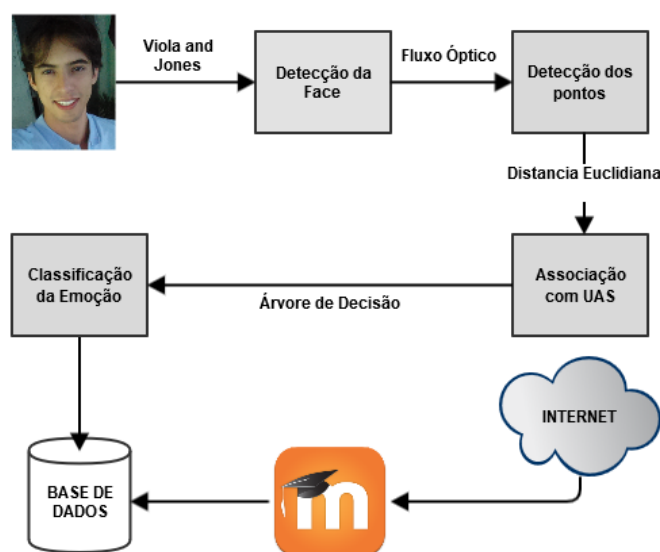 Viola and
Jones
Detecção da
Face
Fluxo Óptico
Detecção dos
pontos
Distancia Euclidiana
Classificação
da Emoção
Árvore de Decisão
Associação
com UAS
INTERNET
BASE DE
DADOS
m